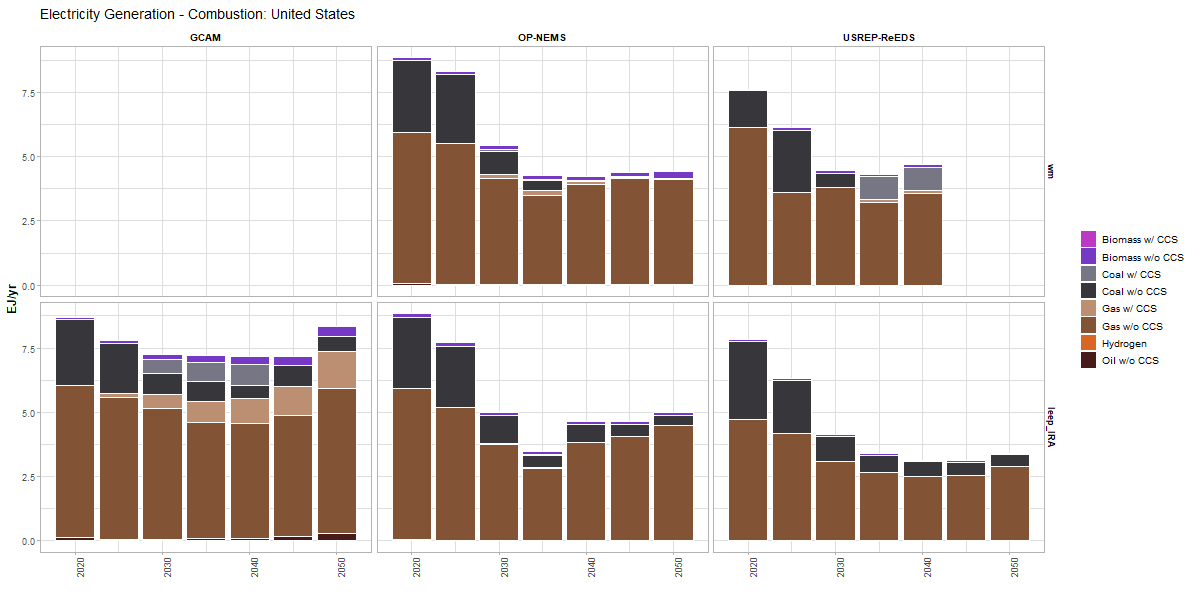 Electricity Generation - Combustion: United States
GCAM
OP-NEMS
USREP-ReEDS
EJ/yr
7.5
5.0
2.5
0.0
wm
7.5
5.0
2.5
0.0
leep_IRA
2020
2030
2040
2050
2020
2030
2040
2050
2020
2030
2040
2050
Biomass w/ CCS
Biomass w/o CCS
Coal w/ CCS
Coal w/o CCS
Gas w/ CCS
Gas w/o CCS
Hydrogen
Oil w/o CCS